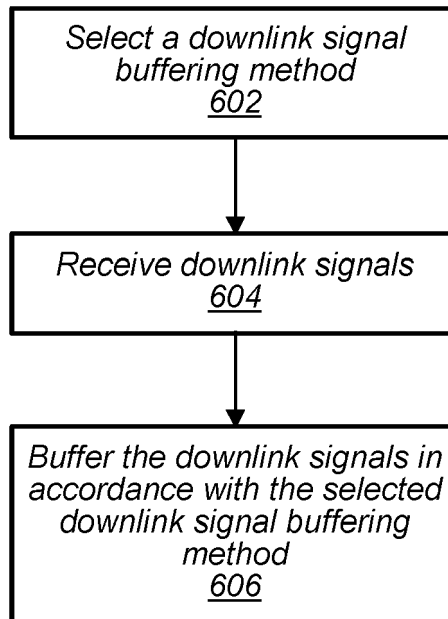 Select a downlink signal
buffering method
602
Receive downlink signals
604
Buffer the downlink signals in
accordance with the selected
downlink signal buffering
method
606